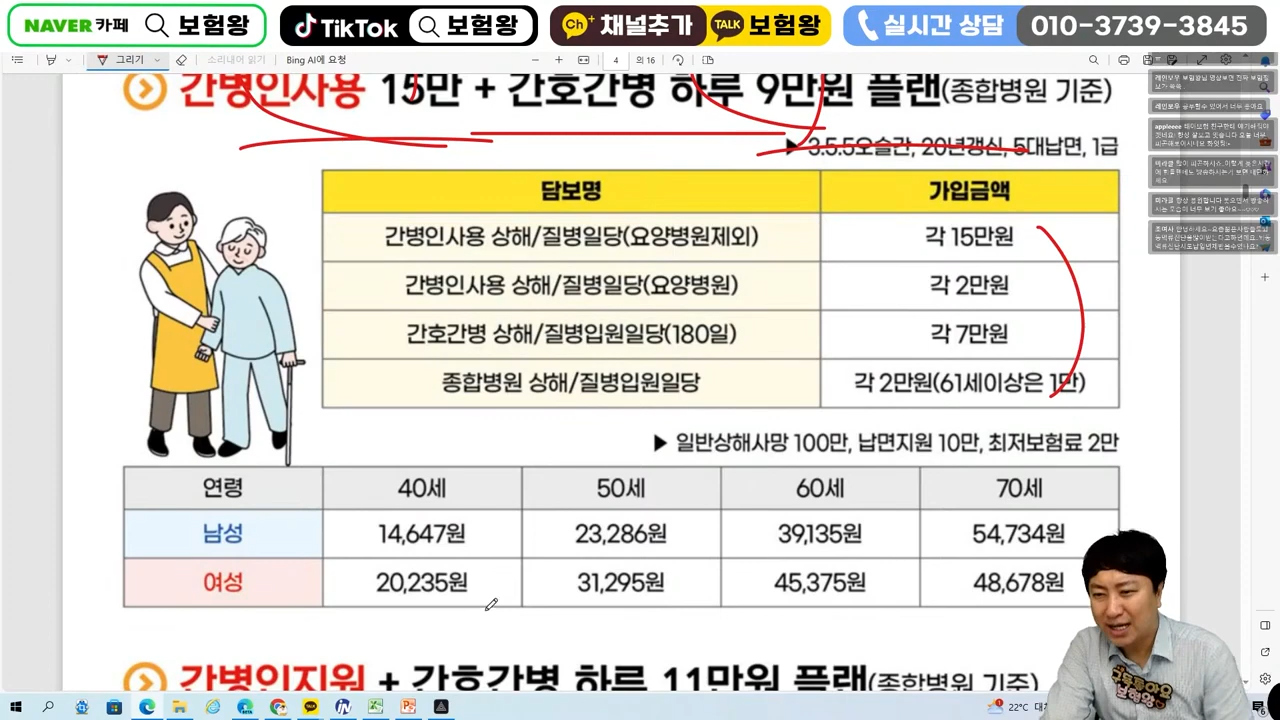 NAVER 카페 보험왕 TikTok 보험왕 Ch+ 채널추가 TALK 보험왕 실시간 상담 010-3739-3845
그리기 소리내어 읽기 Bing AI에 요청 4 의 16
간병인사용 15만 + 간호간병 하루 9만원 플랜(종합병원 기준)
▶ 3.5.5오슬간, 20년갱신, 5대납면, 1급
담보명 가입금액
간병인사용 상해/질병일당(요양병원제외) 각 15만원
간병인사용 상해/질병일당(요양병원) 각 2만원
간호간병 상해/질병입원일당(180일) 각 7만원
종합병원 상해/질병입원일당 각 2만원(61세이상은 1만)
▶ 일반상해사망 100만, 납면지원 10만, 최저보험료 2만
연령 40세 50세 60세 70세
남성 14,647원 23,286원 39,135원 54,734원
여성 20,235원 31,295원 45,375원 48,678원
간병인지원 + 간호간병 하루 11만원 플랜(종합병원 기준)
22℃